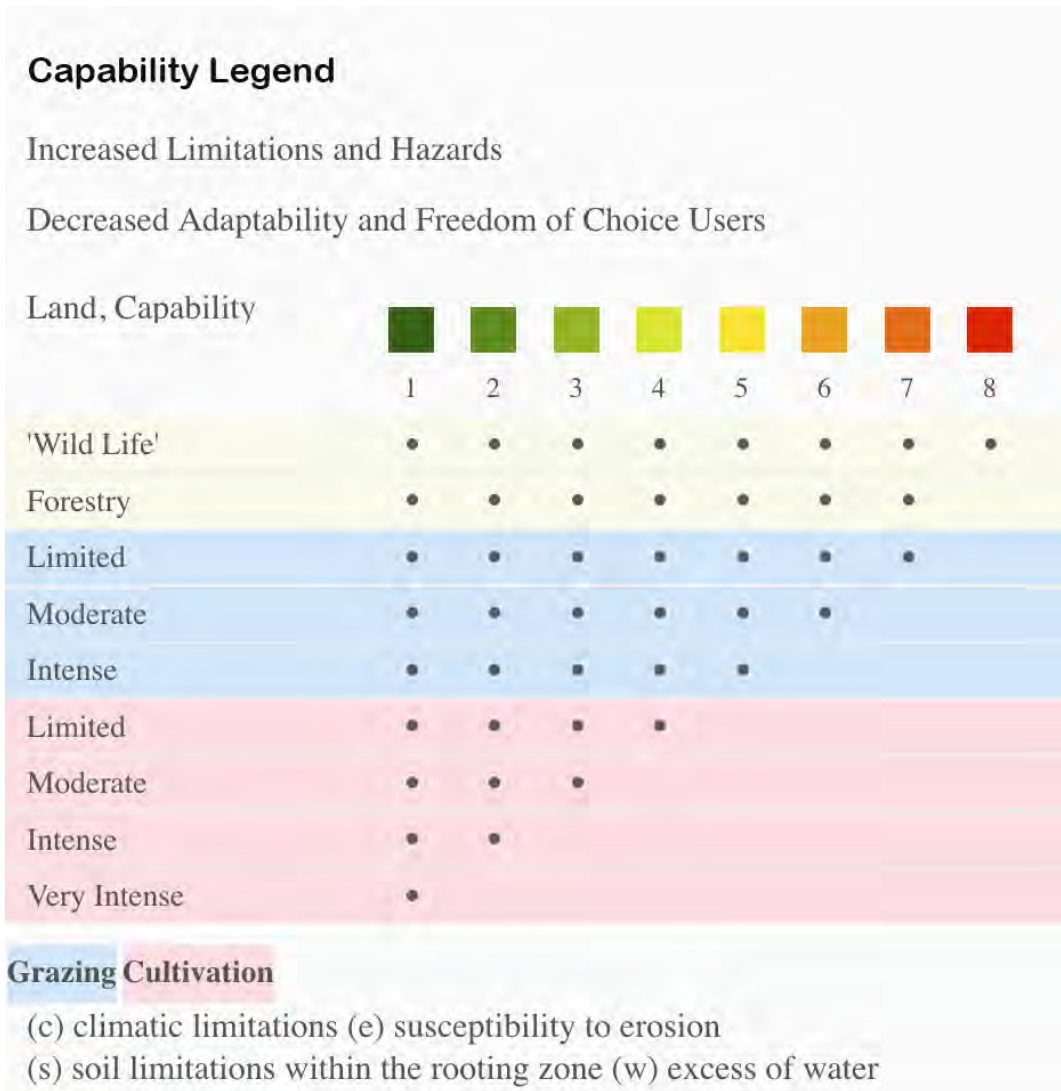 Capability Legend
Increased Limitations and Hazards
Decreased Adaptability and Freedom of Choice Users
Land, Capability
1 2 3 4 5 6 7 8
'Wild Life'
Forestry
Limited
Moderate
Intense
Limited
Moderate
Intense
Very Intense
Grazing Cultivation
(c) climatic limitations (e) susceptibility to erosion
(s) soil limitations within the rooting zone (w) excess of water